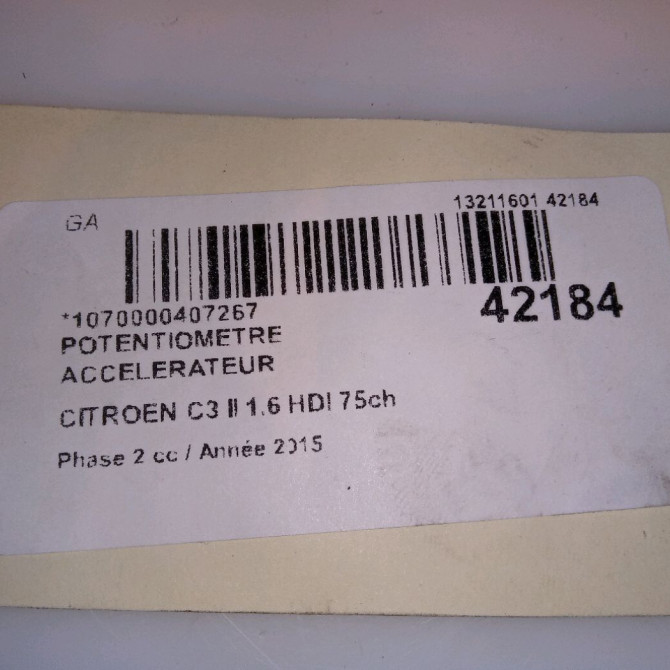 GA
13211601 42184
*1070000407267
42184
POTENTIOMETRE
ACCELERATEUR
CITROEN C3 II 1.6 HDI 75ch
Phase 2 cc / Année 2015